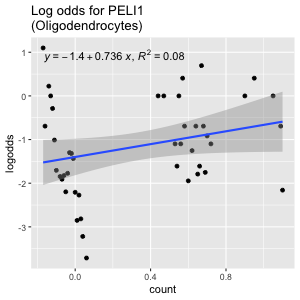 Log odds for PELI1
(Oligodendrocytes)
y = − 1.4 + 0.736 x, R² = 0.08
1
0
-1
-2
-3
logodds
0.0 0.4 0.8
count